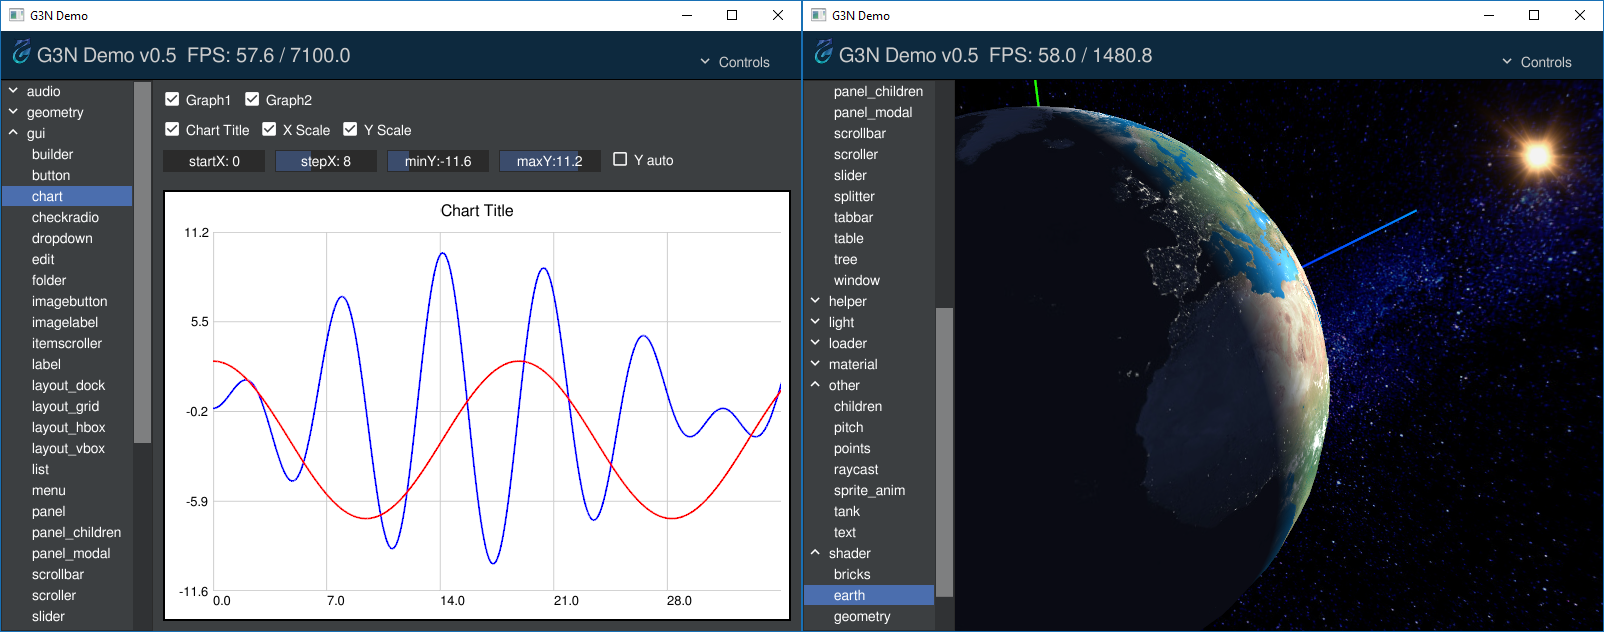 G3N Demo
G3N Demo v0.5 FPS: 57.6 / 7100.0
Controls
audio
geometry
gui
builder
button
chart
checkradio
dropdown
edit
folder
imagebutton
imagelabel
itemscroller
label
layout_dock
layout_grid
layout_hbox
layout_vbox
list
menu
panel
panel_children
panel_modal
scrollbar
scroller
slider
Graph1 Graph2
Chart Title X Scale Y Scale
startX: 0 stepX: 8 minY:-11.6 maxY:11.2 Y auto
Chart Title
11.2
5.5
-0.2
-5.9
-11.6
0.0 7.0 14.0 21.0 28.0
G3N Demo
G3N Demo v0.5 FPS: 58.0 / 1480.8
Controls
panel_children
panel_modal
scrollbar
scroller
slider
splitter
tabbar
table
tree
window
helper
light
loader
material
other
children
pitch
points
raycast
sprite_anim
tank
text
shader
bricks
earth
geometry